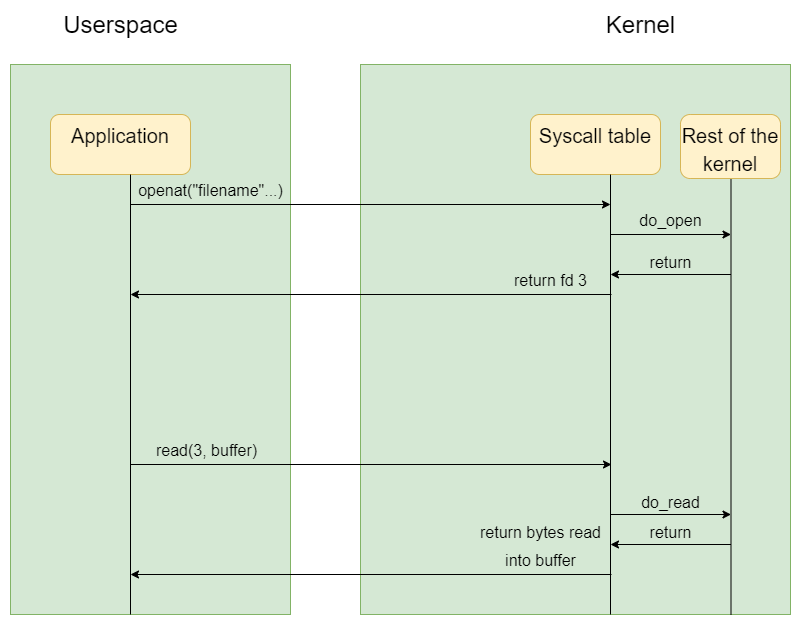 Userspace
Kernel
Application
Syscall table
Rest of the
kernel
openat("filename"...)
do_open
return
return fd 3
read(3, buffer)
do_read
return bytes read
return
into buffer